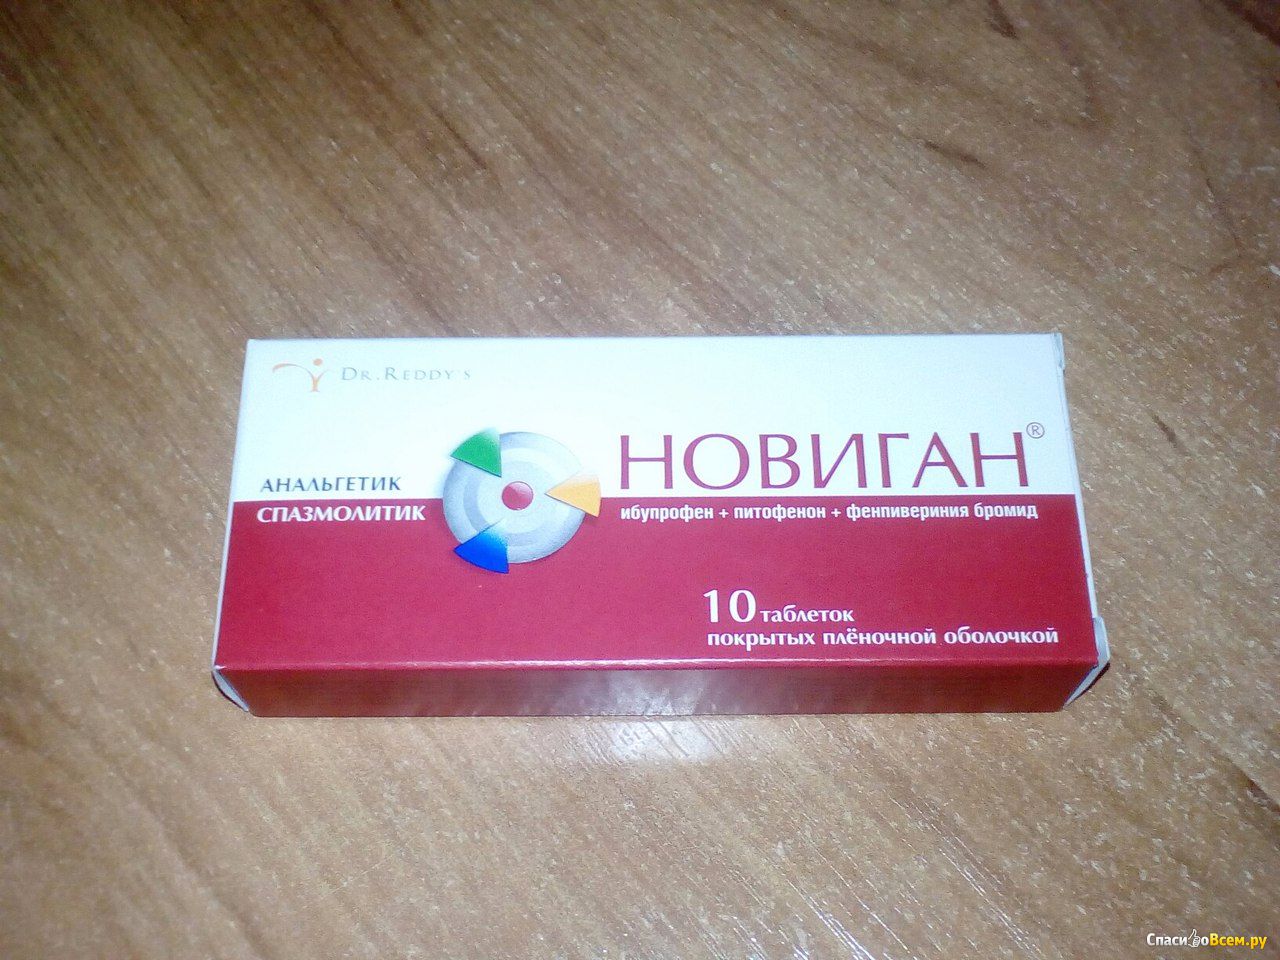 DR.REDDY'S
НОВИГАН®
АНАЛЬГЕТИК
СПАЗМОЛИТИК
ибупрофен + питофенон + фенпивериния бромид
10 таблеток
покрытых плёночной оболочкой
СпасибоВсем.ру